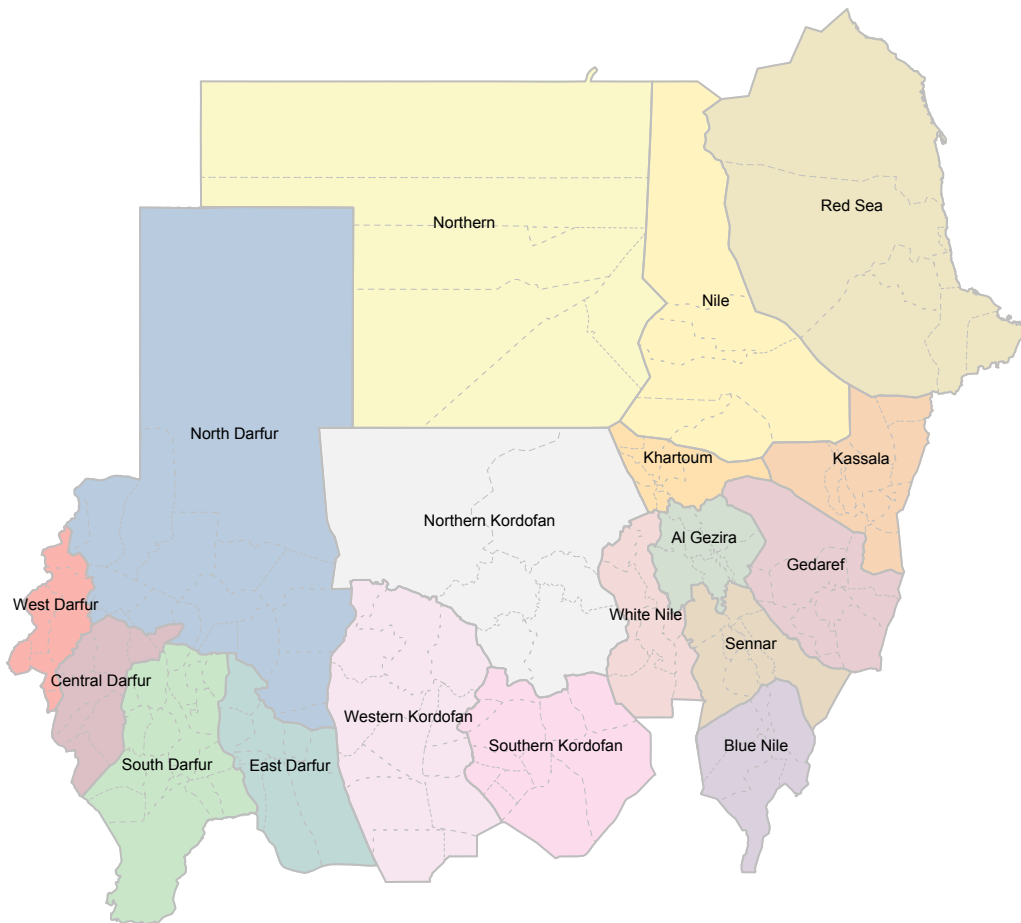 Red Sea
Northern
Nile
North Darfur
Khartoum
Kassala
Northern Kordofan
Al Gezira
Gedaref
West Darfur
White Nile
Sennar
Central Darfur
Western Kordofan
Southern Kordofan
Blue Nile
South Darfur
East Darfur